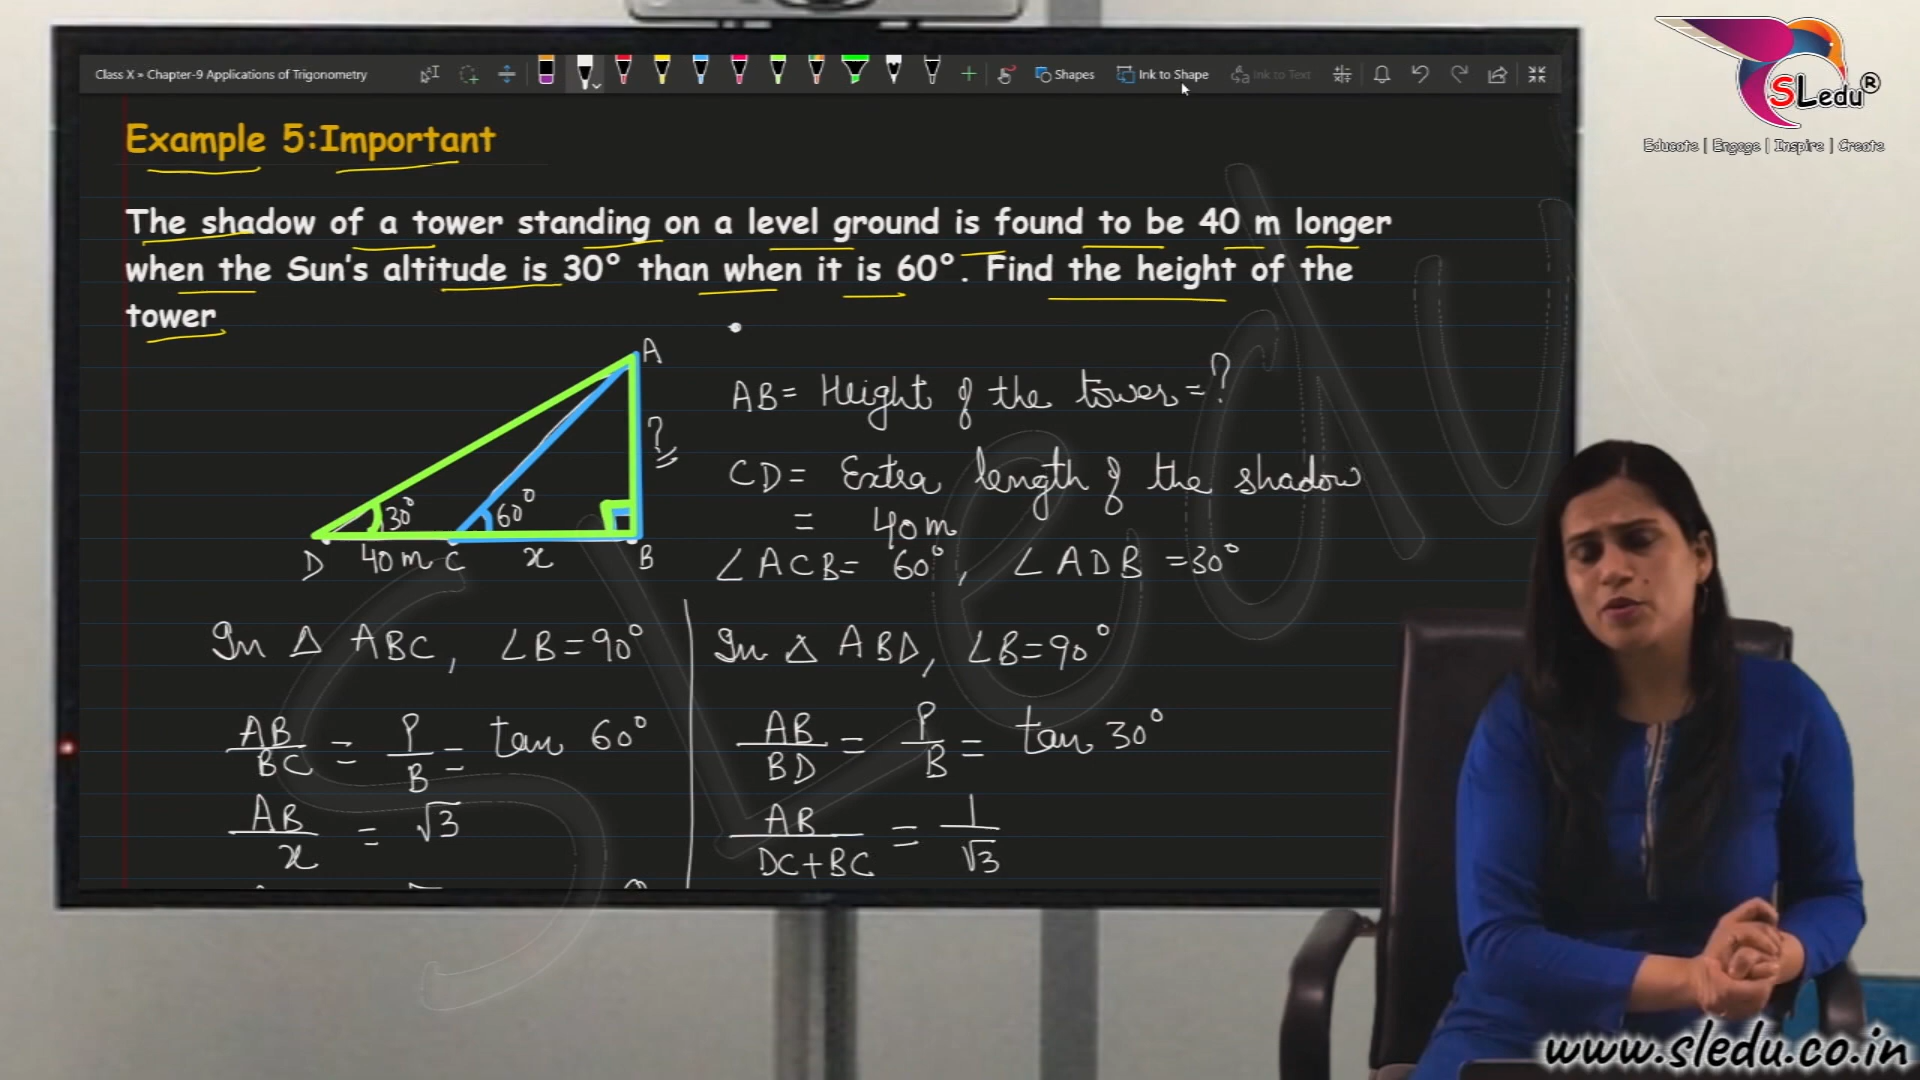 Class X » Chapter-9 Applications of Trigonometry
Shapes
Ink to Shape
Ink to Text
SLedu®
Educate | Engage | Inspire | Create
Example 5:Important
The shadow of a tower standing on a level ground is found to be 40 m longer
when the Sun's altitude is 30° than when it is 60°. Find the height of the
tower
A
?
30°
60°
D 40 m C x B
AB = Height of the tower = ?
CD = Extra length of the shadow
= 40 m
∠ACB = 60°, ∠ADB = 30°
In △ ABC, ∠B = 90°
AB/BC = P/B = tan 60°
AB/x = √3
In △ ABD, ∠B = 90°
AB/BD = P/B = tan 30°
AB/DC+BC = 1/√3
SLedu
www.sledu.co.in